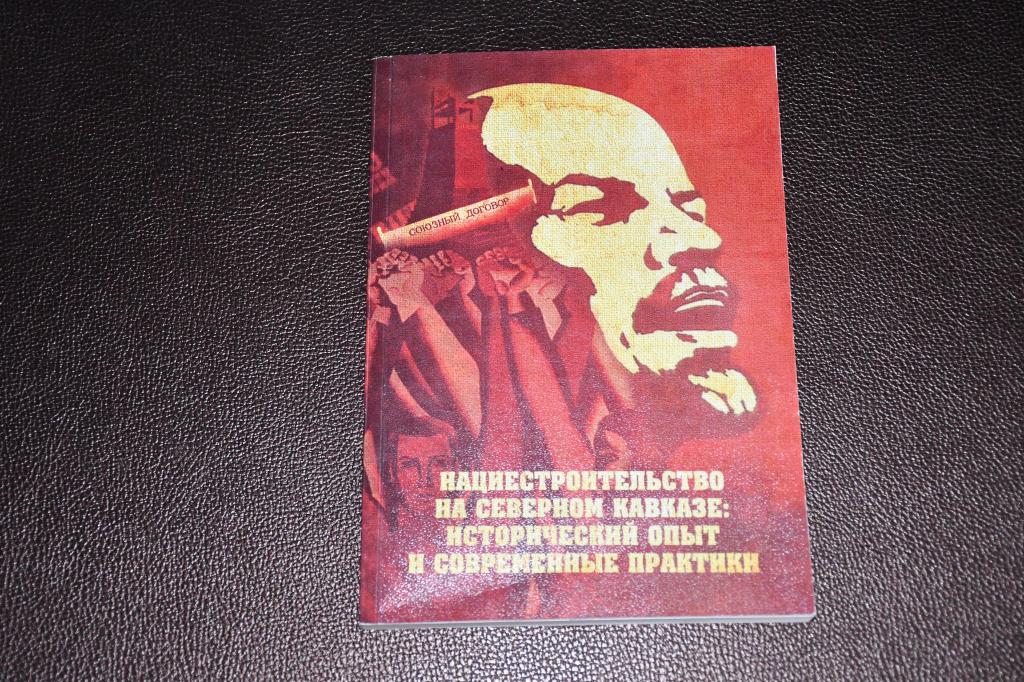 СОЮЗНЫЙ ДОГОВОР
НАЦИЕСТРОИТЕЛЬСТВО
НА СЕВЕРНОМ КАВКАЗЕ:
ИСТОРИЧЕСКИЙ ОПЫТ
И СОВРЕМЕННЫЕ ПРАКТИКИ